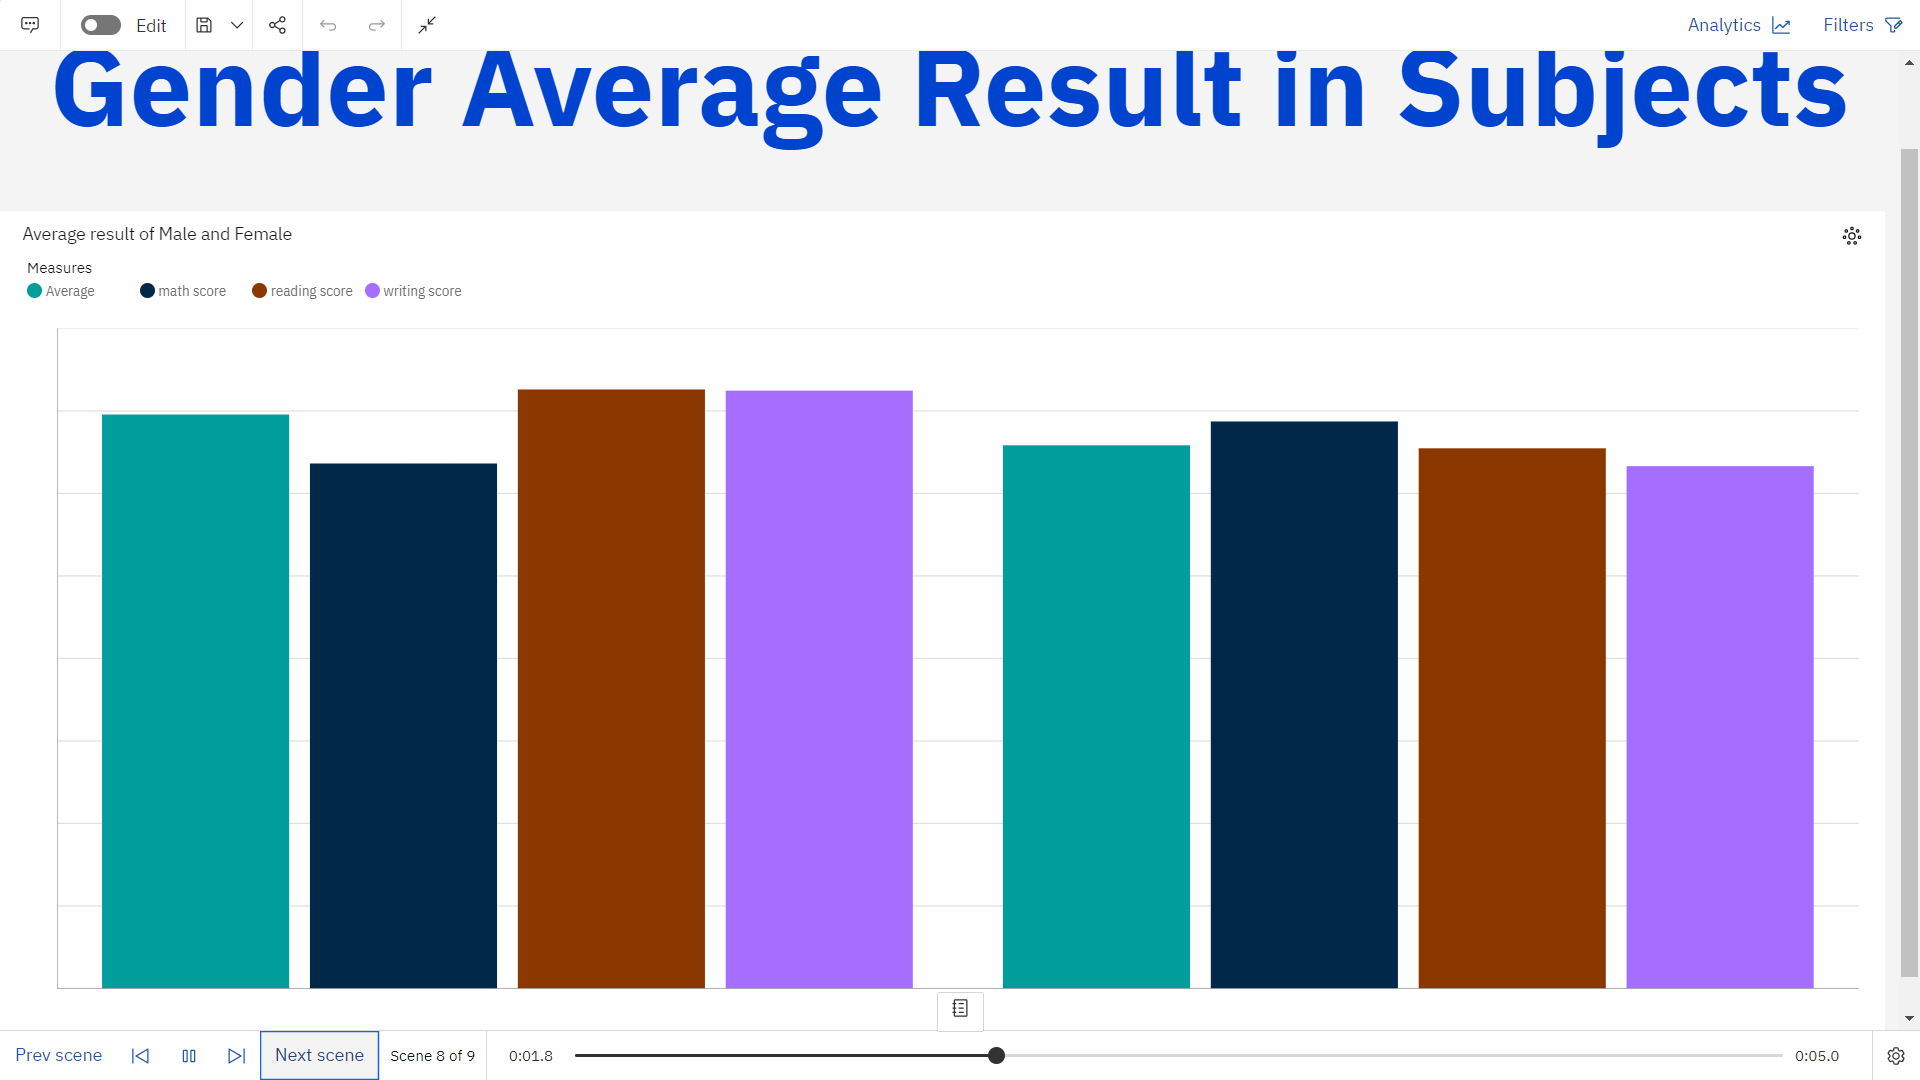 Edit
Analytics
Filters
Gender Average Result in Subjects
Average result of Male and Female
Measures
Average math score reading score writing score
Prev scene
Next scene
Scene 8 of 9
0:01.8
0:05.0